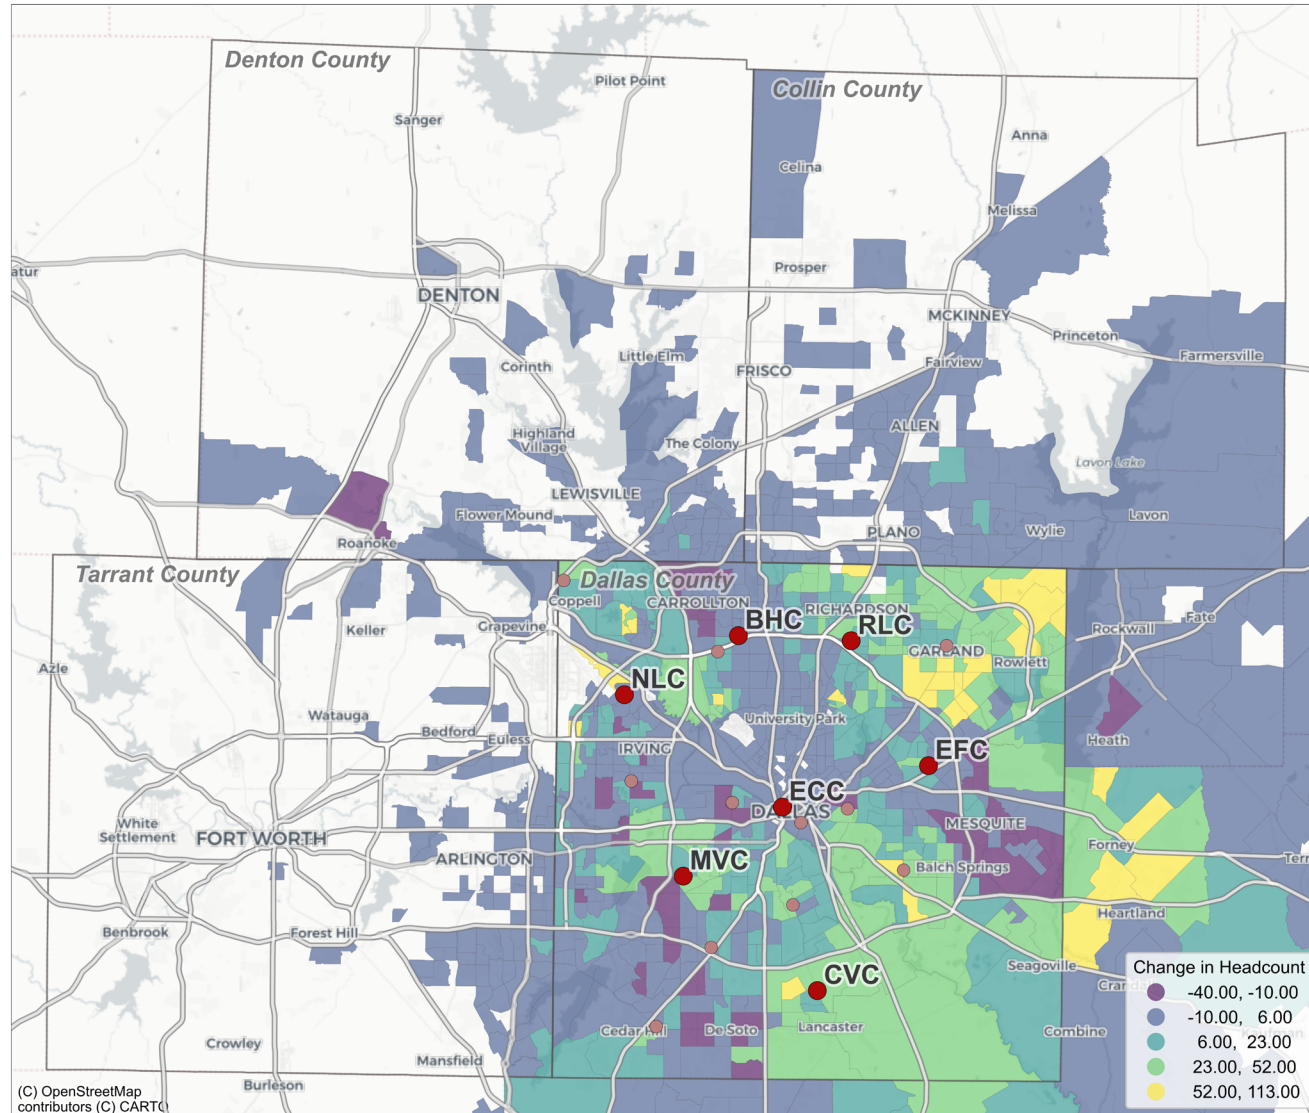 Denton County
Pilot Point
Collin County
Sanger
Anna
Celina
Melissa
Prosper
atur
DENTON
MCKINNEY
Princeton
Little Elm
Farmersville
Corinth
FRISCO
Fairview
ALLEN
Highland
Village
The Colony
Lavon Lake
LEWISVILLE
Flower Mound
Lavon
PLANO
Wylie
Roanoke
Tarrant County
Dallas County
Coppell
CARROLLTON
RICHARDSON
BHC
RLC
Fate
Keller
Grapevine
Rockwall
GARLAND
Rowlett
Azle
NLC
Watauga
University Park
Bedford
Euless
IRVING
Heath
EFC
ECC
DALLAS
White
Settlement
FORT WORTH
MESQUITE
Forney
ARLINGTON
MVC
Balch Springs
Terr
Heartland
Benbrook
Forest Hill
Seagoville
CVC
Change in Headcount
-40.00, -10.00
-10.00, 6.00
6.00, 23.00
23.00, 52.00
52.00, 113.00
Crand
Kaufman
Lancaster
Cedar Hill
De Soto
Combine
Crowley
Mansfield
Burleson
(C) OpenStreetMap
contributors (C) CARTO